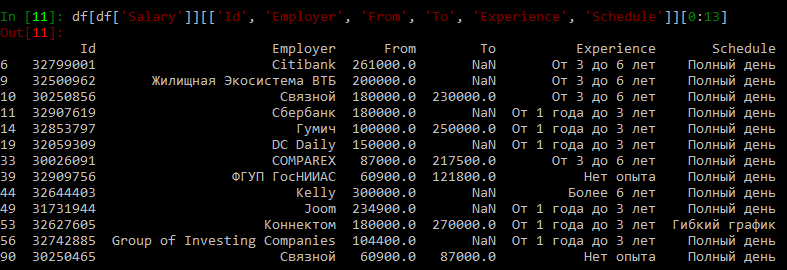 In [11]: df[df['Salary']][['Id', 'Employer', 'From', 'To', 'Experience', 'Schedule']][0:13]
Out[11]:
Id Employer From To Experience Schedule
6 32799001 Citibank 261000.0 NaN От 3 до 6 лет Полный день
9 32500962 Жилищная Экосистема ВТБ 200000.0 NaN От 3 до 6 лет Полный день
10 30250856 Связной 180000.0 230000.0 От 3 до 6 лет Полный день
11 32907619 Сбербанк 180000.0 NaN От 1 года до 3 лет Полный день
14 32853797 Гумич 100000.0 250000.0 От 1 года до 3 лет Полный день
19 32059309 DC Daily 150000.0 NaN От 1 года до 3 лет Полный день
33 30026091 COMPAREX 87000.0 217500.0 От 3 до 6 лет Полный день
39 32909756 ФГУП ГосНИИАС 60900.0 121800.0 Нет опыта Полный день
44 32644403 Kelly 300000.0 NaN Более 6 лет Полный день
49 31731944 Joom 234900.0 NaN От 1 года до 3 лет Полный день
53 32627605 Коннектом 180000.0 270000.0 От 1 года до 3 лет Гибкий график
56 32742885 Group of Investing Companies 104400.0 NaN От 1 года до 3 лет Полный день
90 30250465 Связной 60900.0 87000.0 Нет опыта Полный день